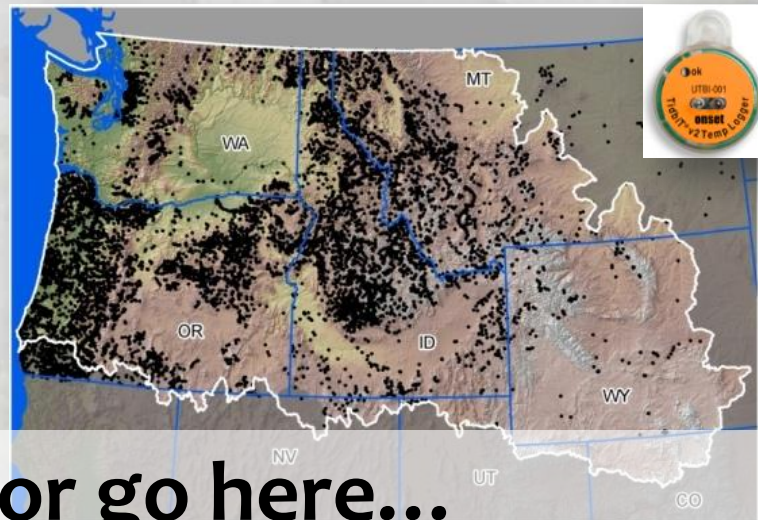 MT
ok
UTBI-001
onset
TidbiT v2 Temp Logger
WA
OR
ID
WY
NV
UT
CO
or go here...